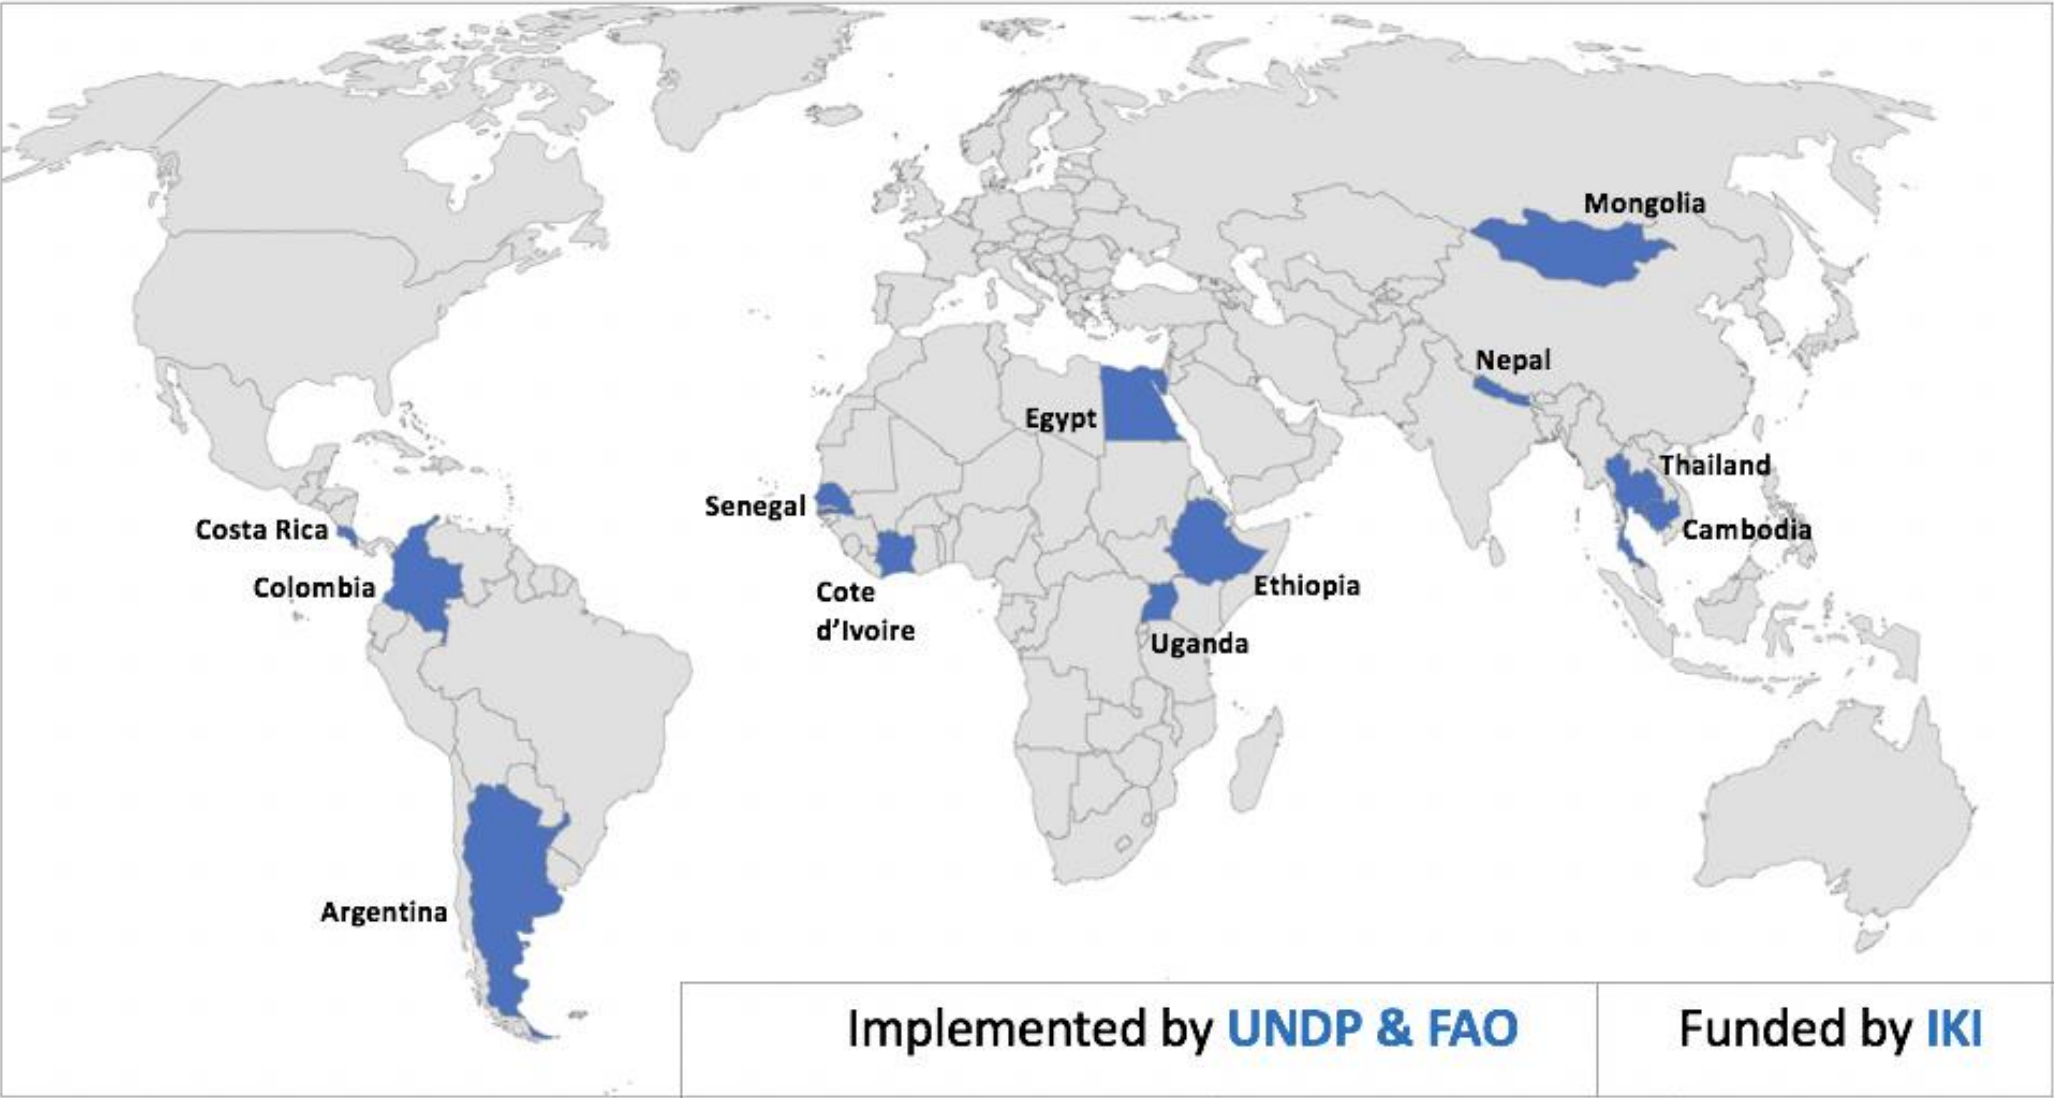 Mongolia
Nepal
Egypt
Thailand
Senegal
Costa Rica
Cambodia
Colombia
Ethiopia
Cote
d’Ivoire
Uganda
Argentina
Implemented by UNDP & FAO
Funded by IKI